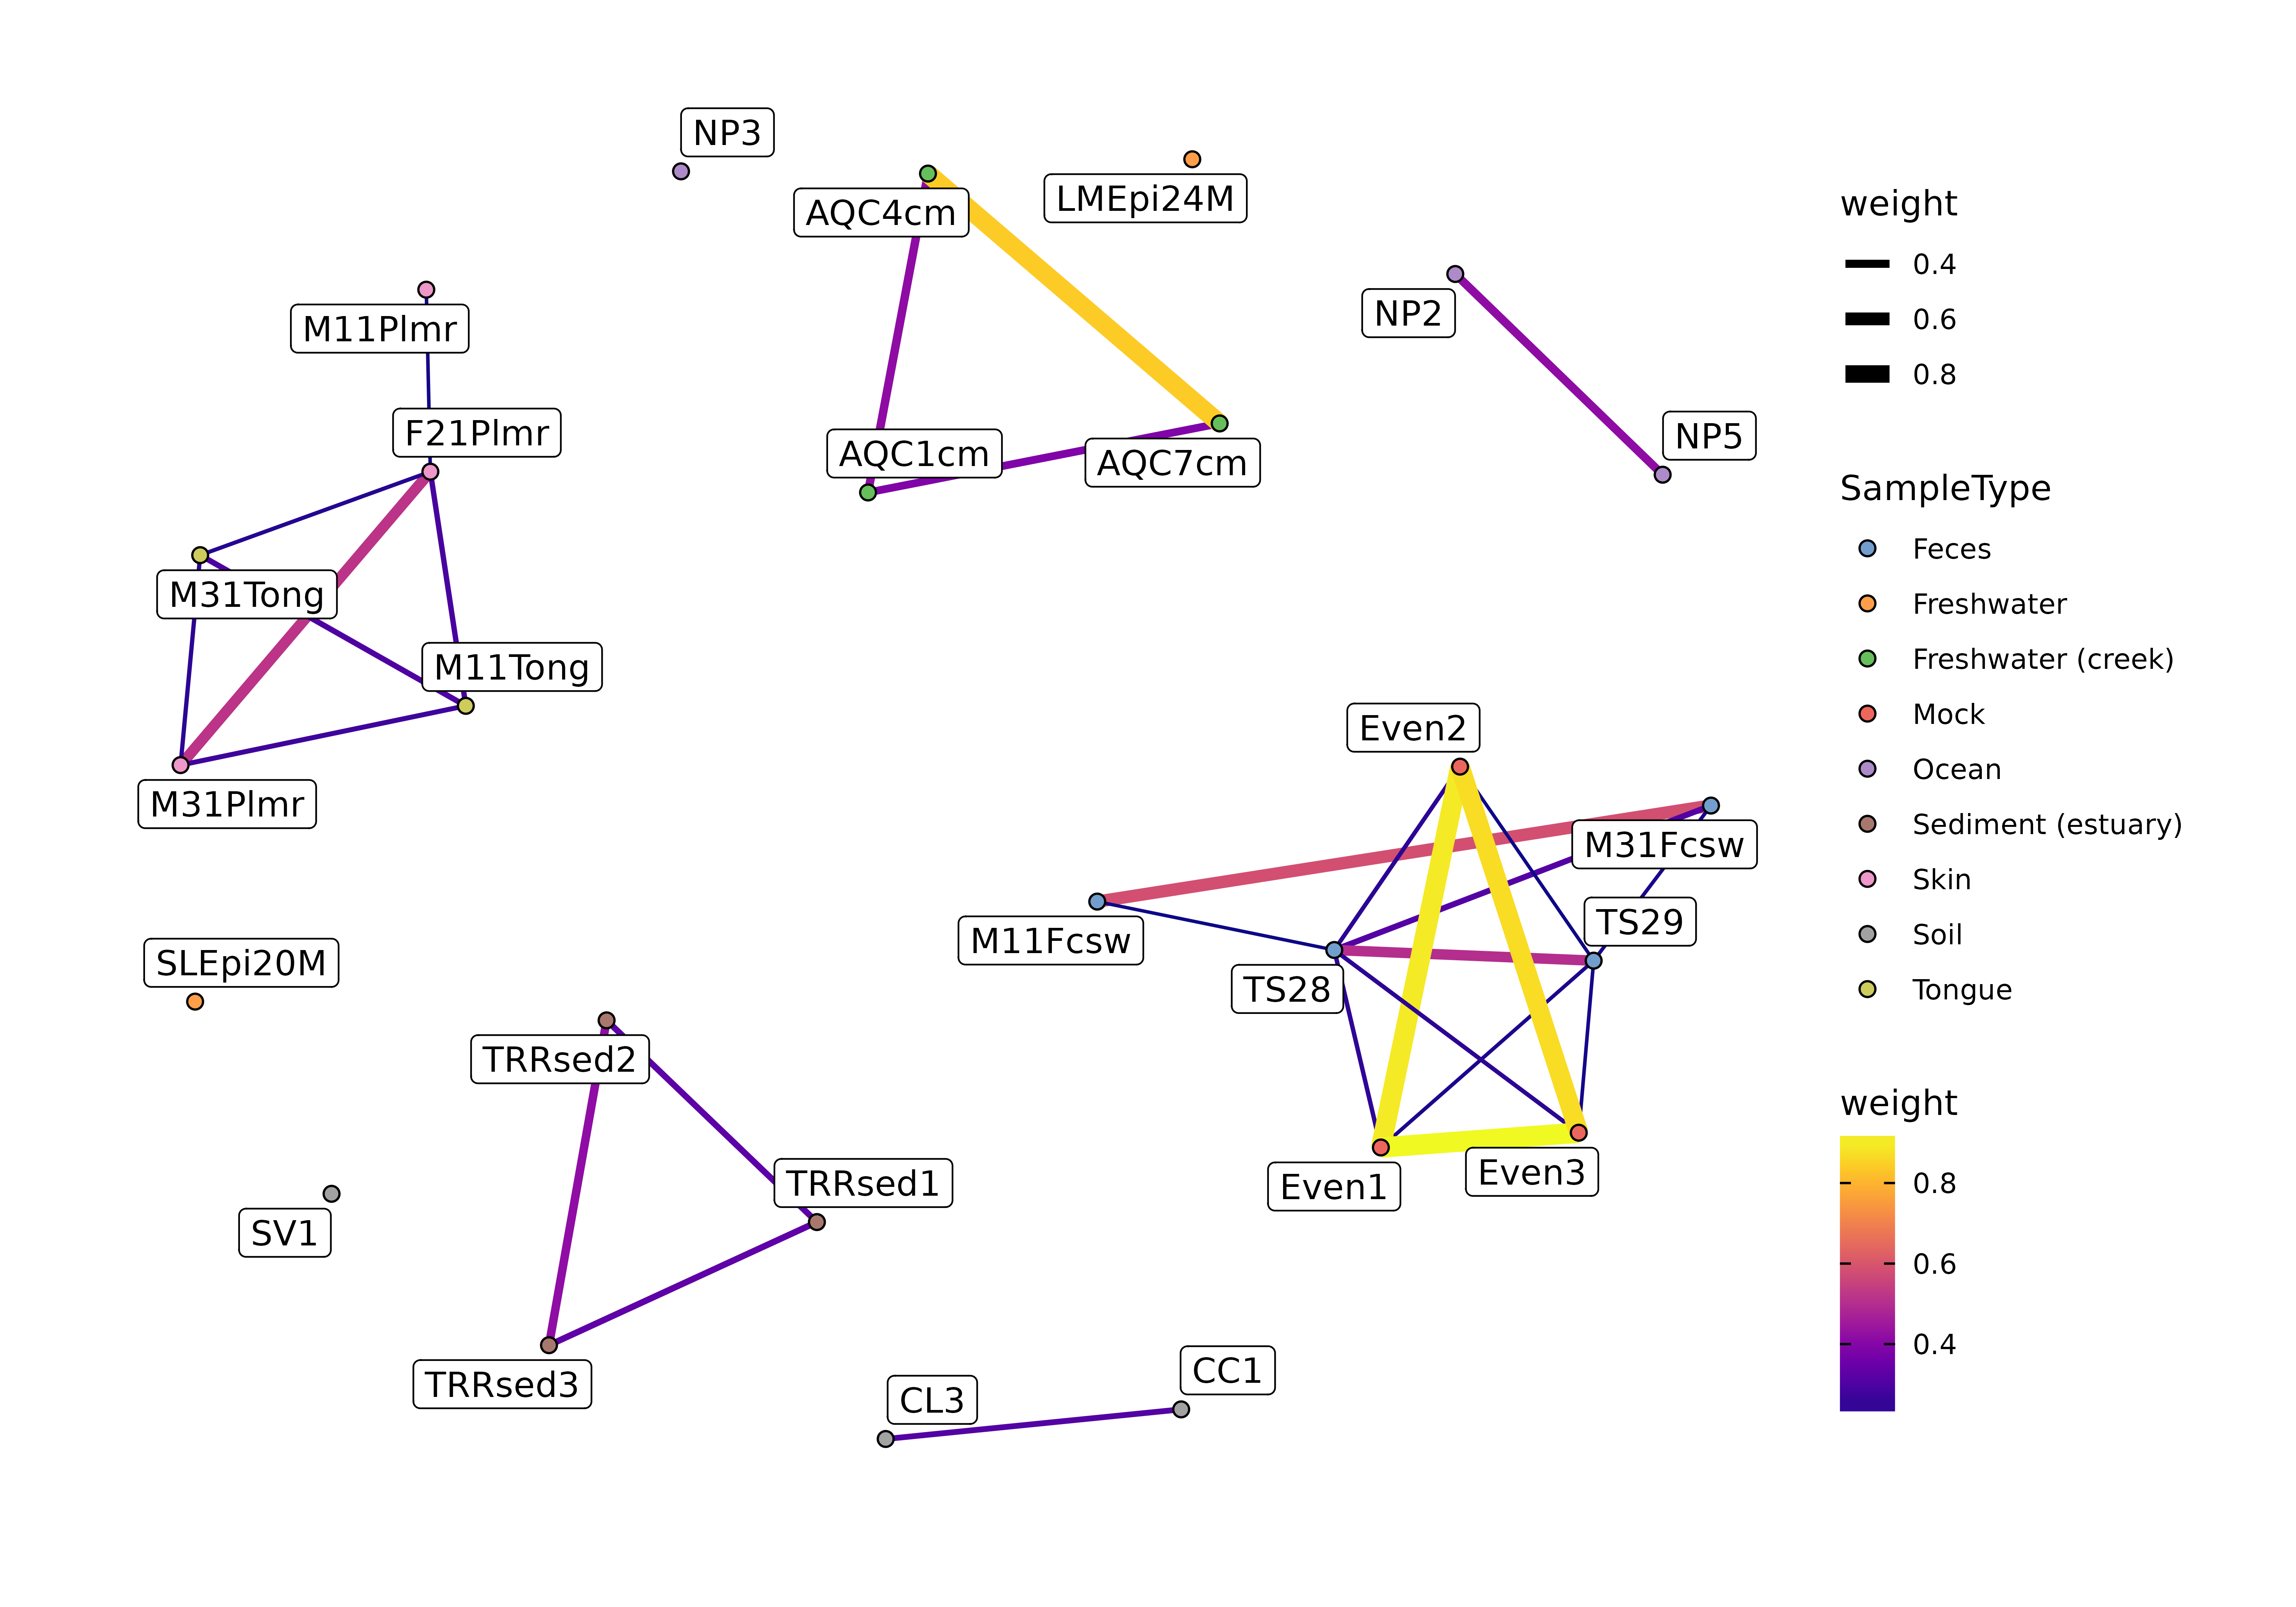 NP3
AQC4cm
LMEpi24M
M11Plmr
NP2
F21Plmr
AQC1cm
AQC7cm
NP5
M31Tong
M11Tong
M31Plmr
Even2
M31Fcsw
M11Fcsw
TS29
TS28
SLEpi20M
TRRsed2
TRRsed1
Even3
Even1
SV1
TRRsed3
CC1
CL3
weight
0.4
0.6
0.8
SampleType
Feces
Freshwater
Freshwater (creek)
Mock
Ocean
Sediment (estuary)
Skin
Soil
Tongue
weight
0.8
0.6
0.4